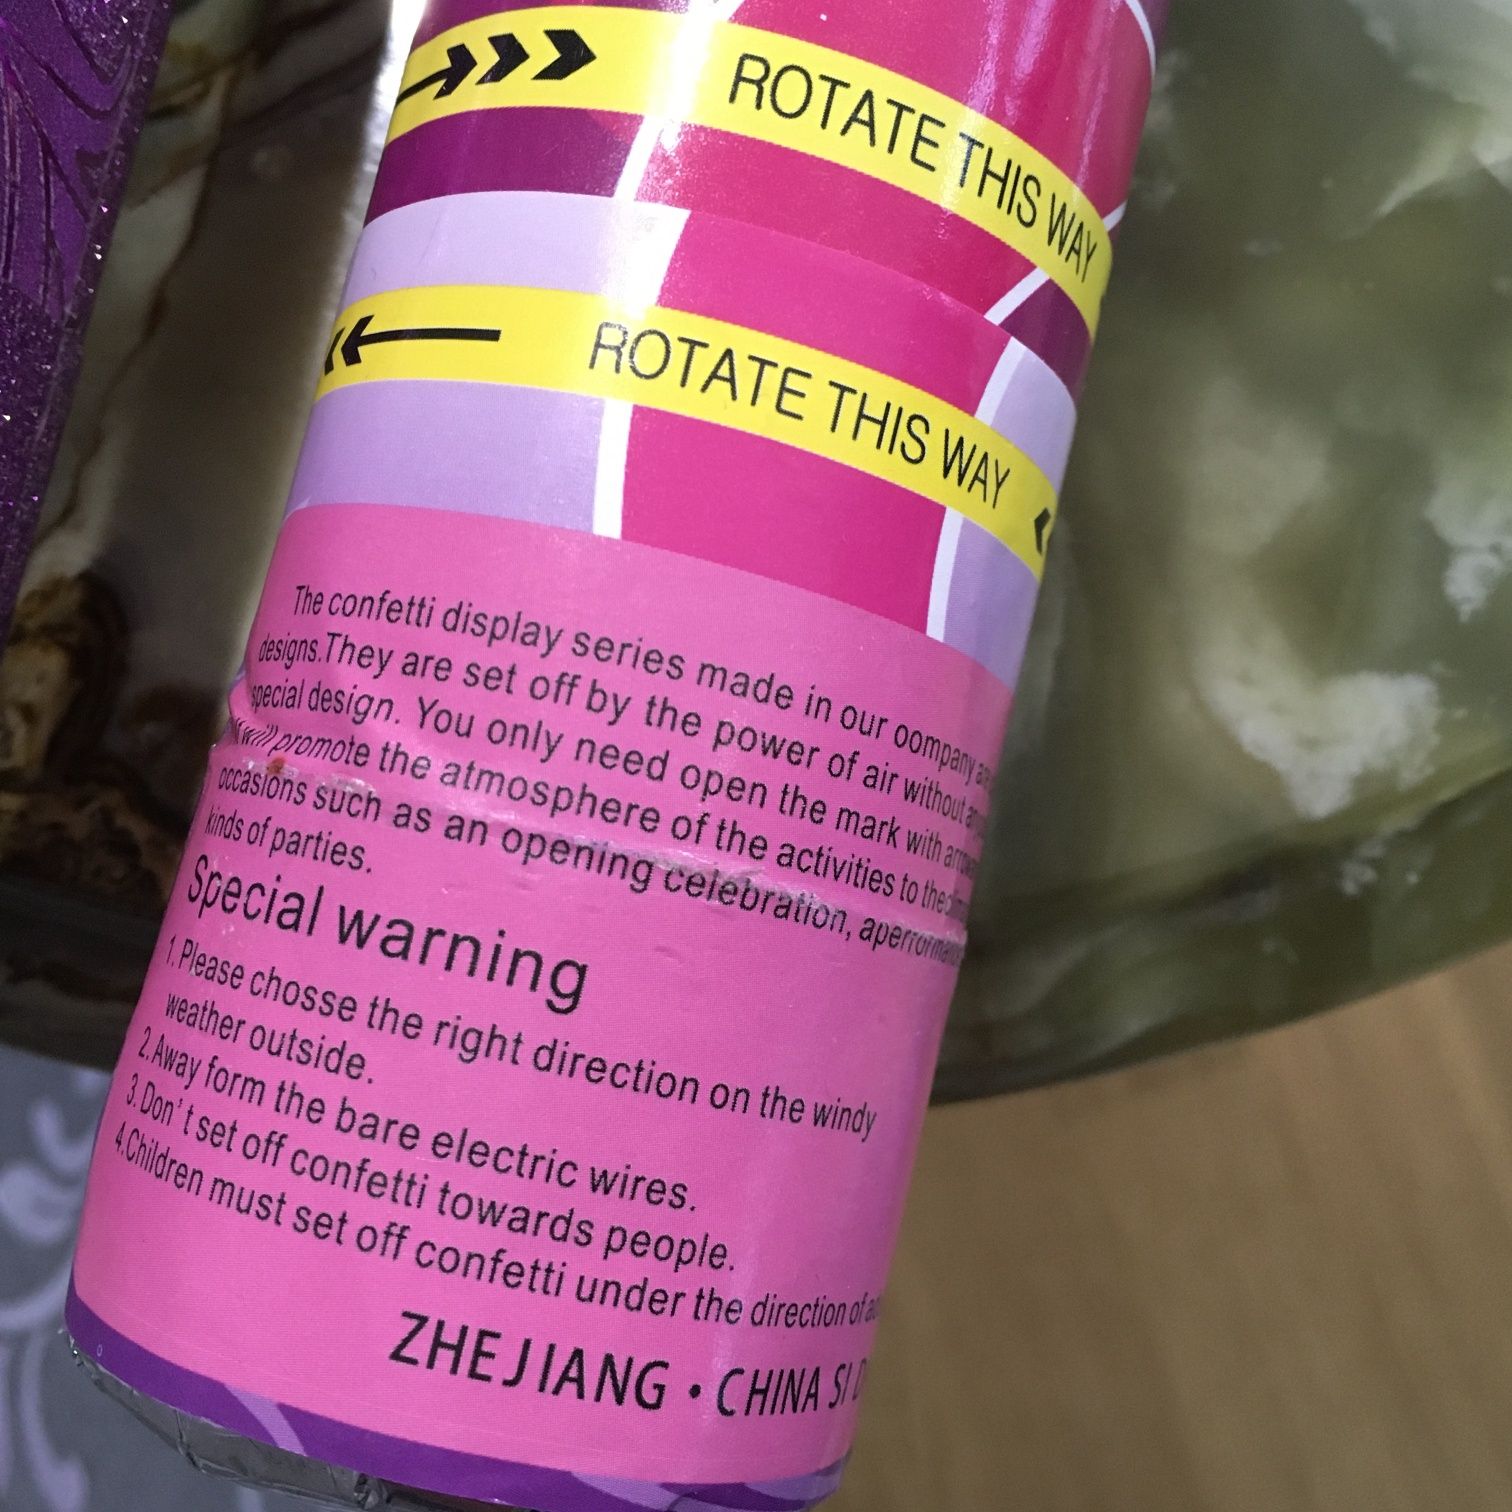 ROTATE THIS WAY
ROTATE THIS WAY
The confetti display series made in our oompany
designs.They are set off by the power of air without
special design. You only need open the mark with
will promote the atmosphere of the activities to the
occasions such as an opening celebration,
kinds of parties.
Special warning
1. Please chosse the right direction on the windy
weather outside.
2. Away form the bare electric wires.
3. Don't set off confetti towards people.
4.Children must set off confetti under the direction of
ZHEJIANG · CHINA SI